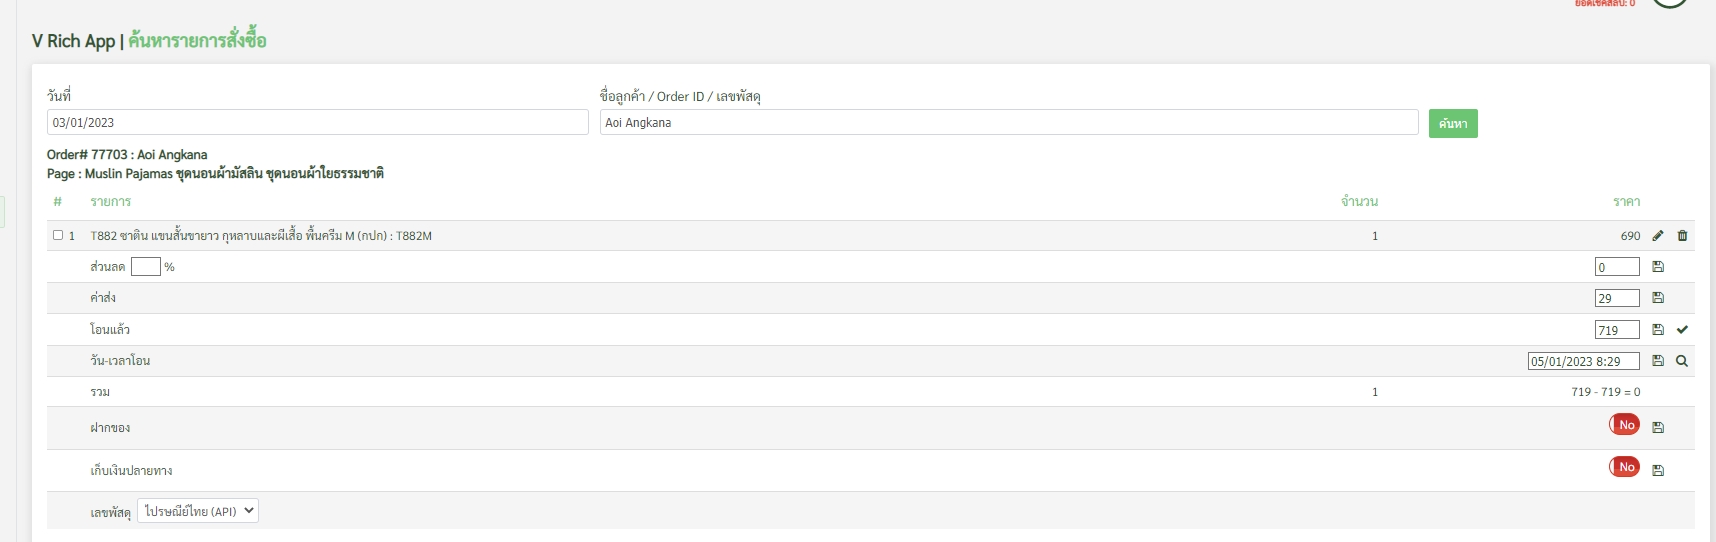 ยอดเช็คสลิป: 0
V Rich App | ค้นหารายการสั่งซื้อ
วันที่
03/01/2023
ชื่อลูกค้า / Order ID / เลขพัสดุ
Aoi Angkana
ค้นหา
Order# 77703 : Aoi Angkana
Page : Muslin Pajamas ชุดนอนผ้ามัสลิน ชุดนอนผ้าใยธรรมชาติ
# รายการ จำนวน ราคา
1 T882 ซาติน แขนสั้นขายาว กุหลาบและผีเสื้อ พื้นครีม M (กปก) : T882M 1 690
ส่วนลด % 0
ค่าส่ง 29
โอนแล้ว 719
วัน-เวลาโอน 05/01/2023 8:29
รวม 1 719 - 719 = 0
ฝากของ No
เก็บเงินปลายทาง No
เลขพัสดุ ไปรษณีย์ไทย (API)